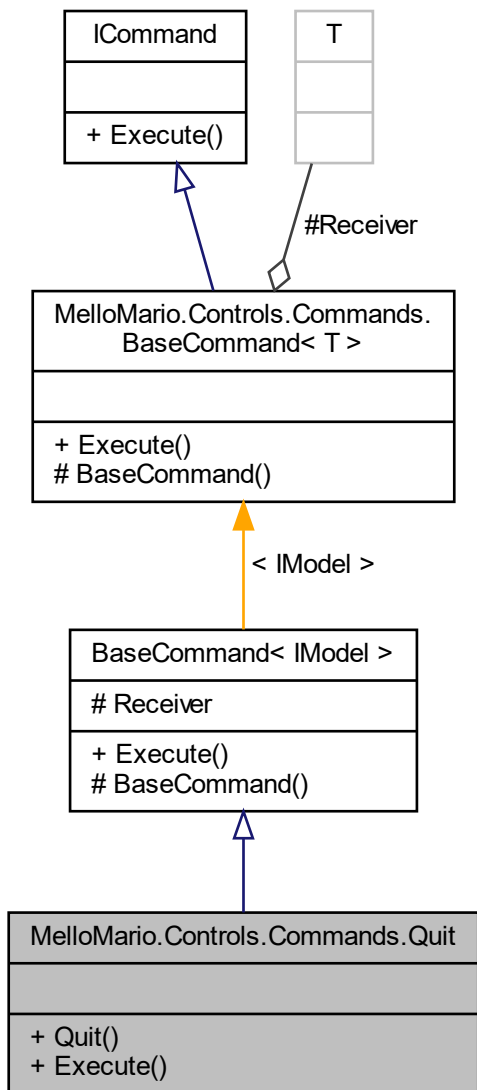 ICommand
+ Execute()
T
#Receiver
MelloMario.Controls.Commands.
BaseCommand< T >
+ Execute()
# BaseCommand()
< IModel >
BaseCommand< IModel >
# Receiver
+ Execute()
# BaseCommand()
MelloMario.Controls.Commands.Quit
+ Quit()
+ Execute()